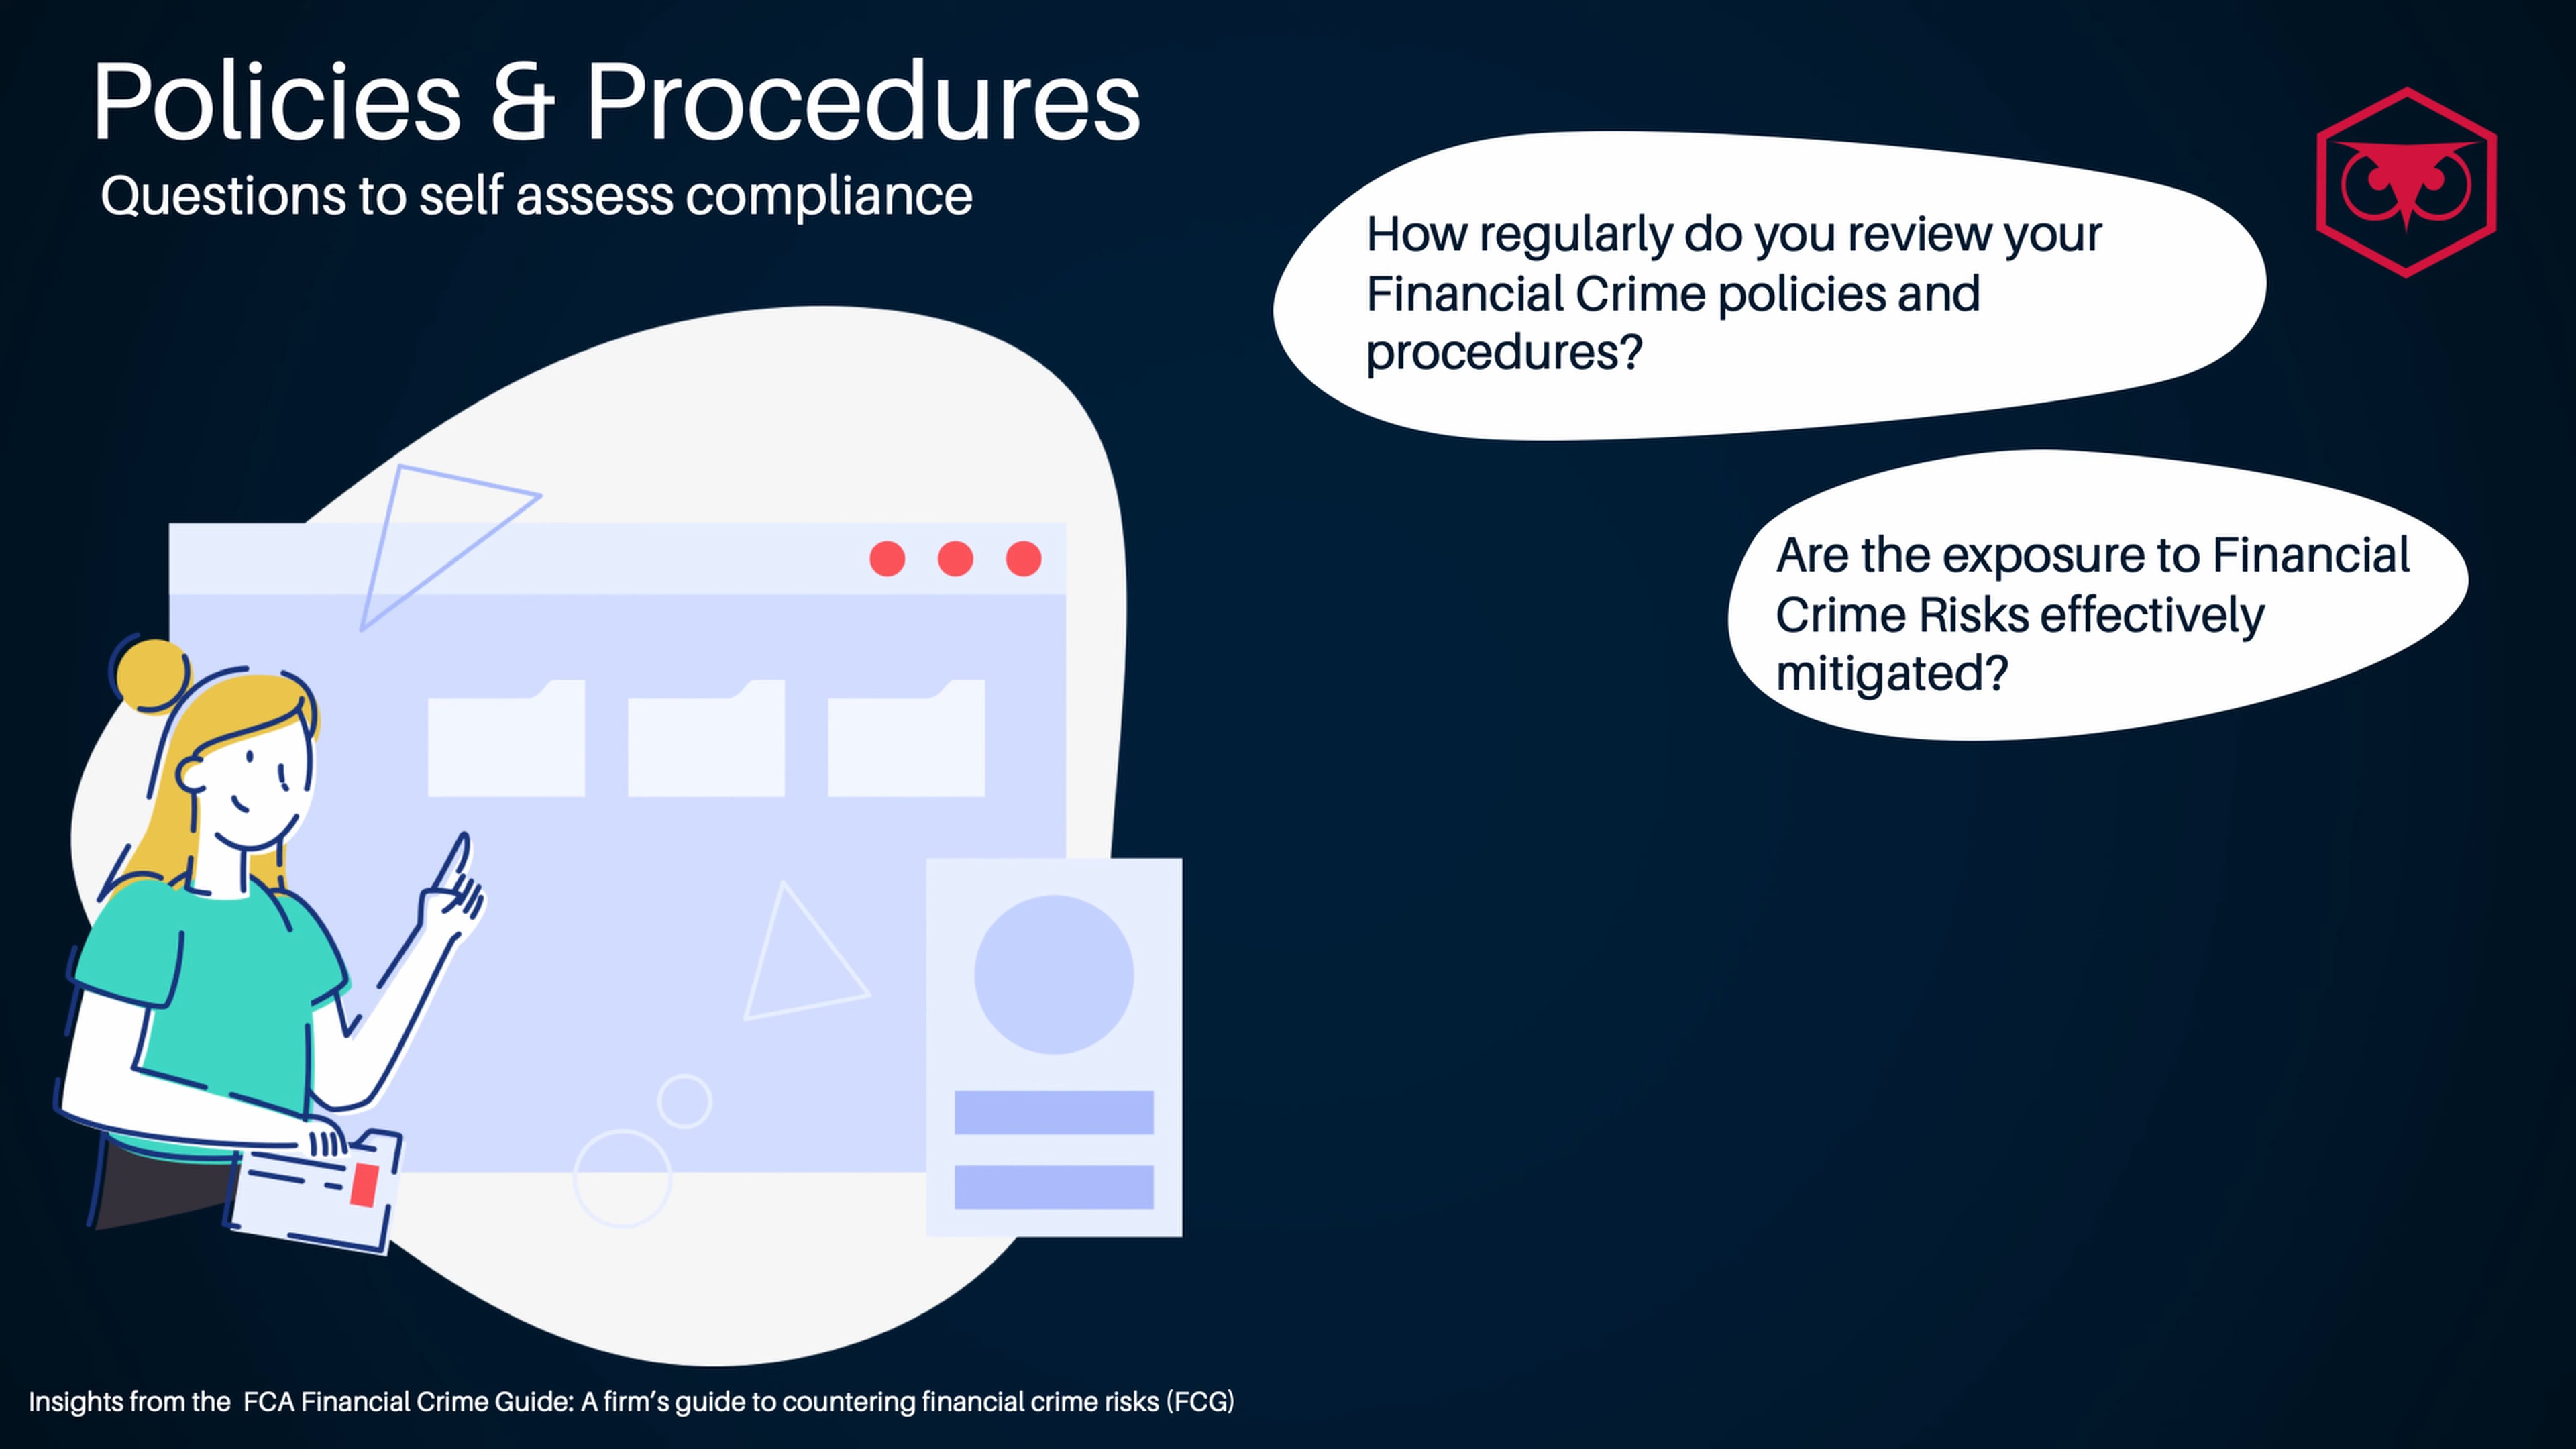 Policies & Procedures
Questions to self assess compliance
How regularly do you review your
Financial Crime policies and
procedures?
Are the exposure to Financial
Crime Risks effectively
mitigated?
Insights from the  FCA Financial Crime Guide: A firm’s guide to countering financial crime risks (FCG)